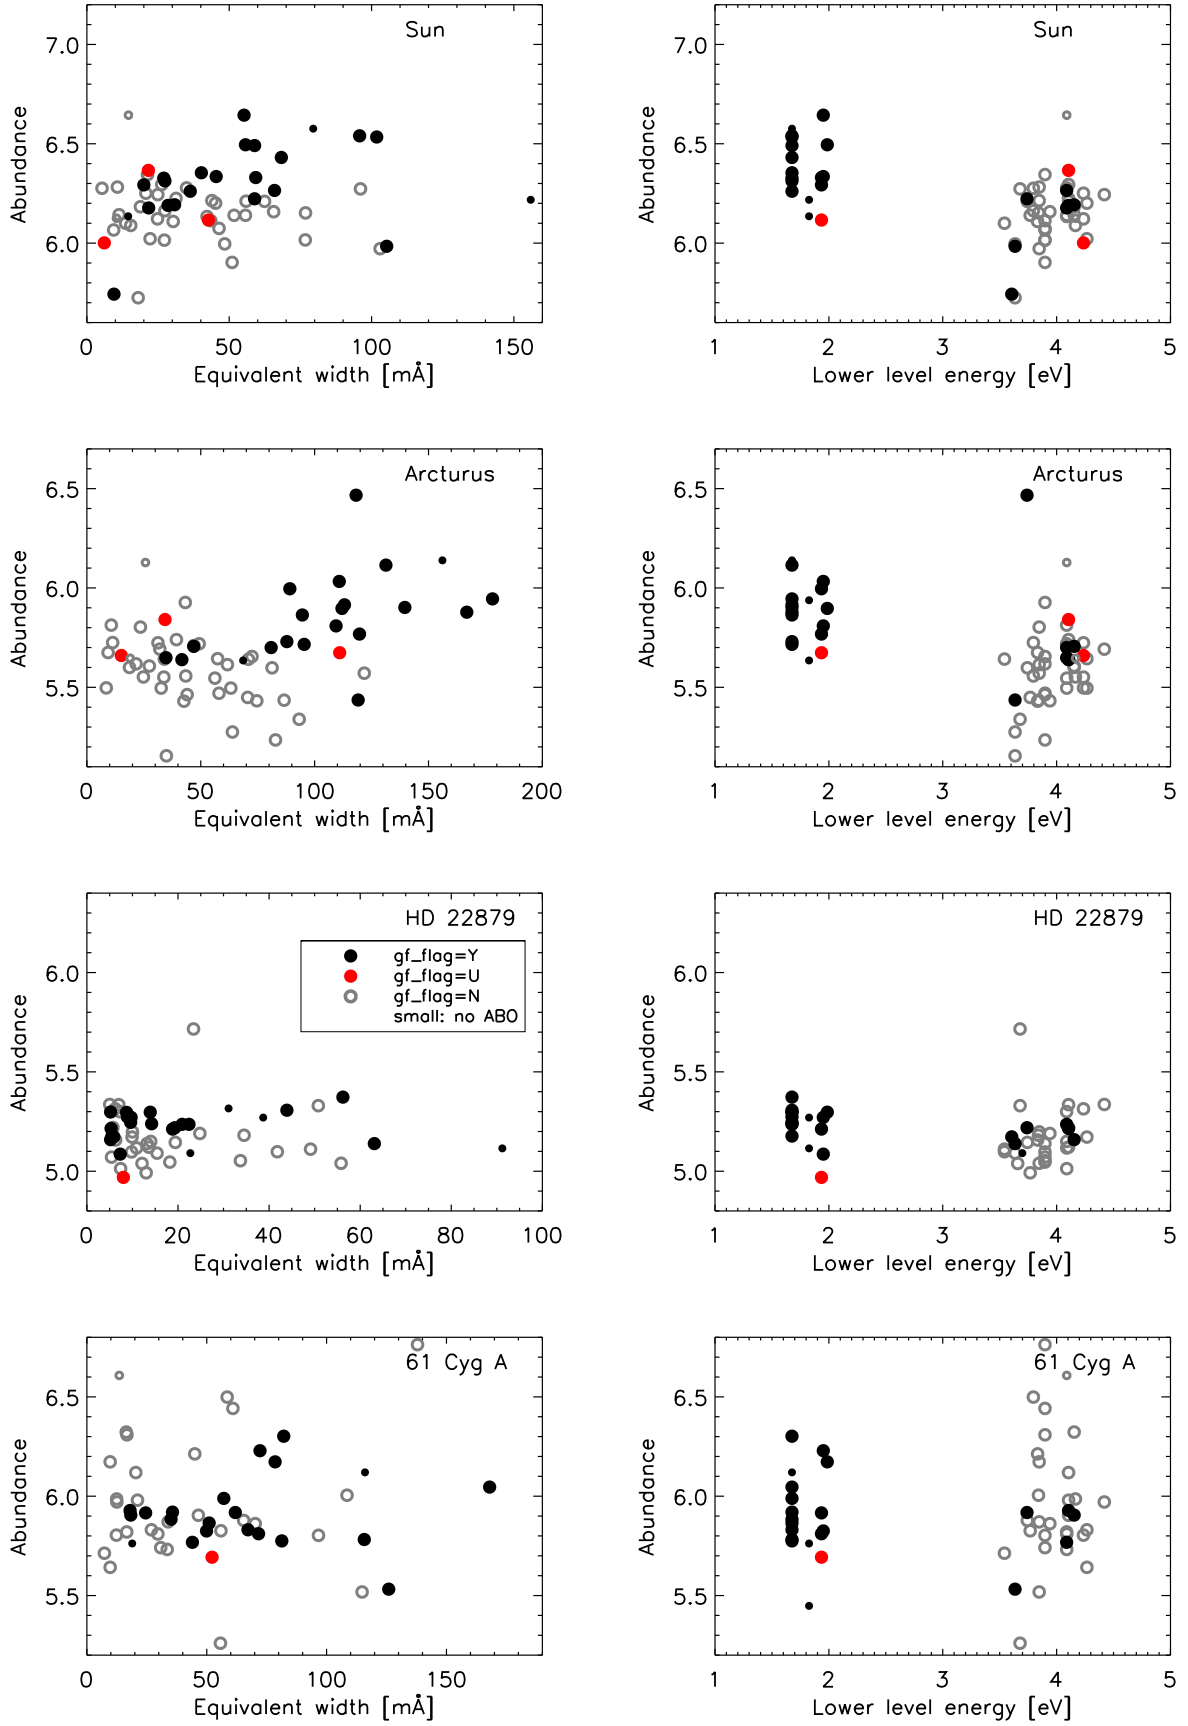 Sun
Abundance
7.0
6.5
6.0
0 50 100 150
Equivalent width [mÅ]
Sun
Abundance
7.0
6.5
6.0
1 2 3 4 5
Lower level energy [eV]
Arcturus
Abundance
6.5
6.0
5.5
0 50 100 150 200
Equivalent width [mÅ]
Arcturus
Abundance
6.5
6.0
5.5
1 2 3 4 5
Lower level energy [eV]
HD 22879
gf_flag=Y
gf_flag=U
gf_flag=N
small: no ABO
Abundance
6.0
5.5
5.0
0 20 40 60 80 100
Equivalent width [mÅ]
HD 22879
Abundance
6.0
5.5
5.0
1 2 3 4 5
Lower level energy [eV]
61 Cyg A
Abundance
6.5
6.0
5.5
0 50 100 150
Equivalent width [mÅ]
61 Cyg A
Abundance
6.5
6.0
5.5
1 2 3 4 5
Lower level energy [eV]